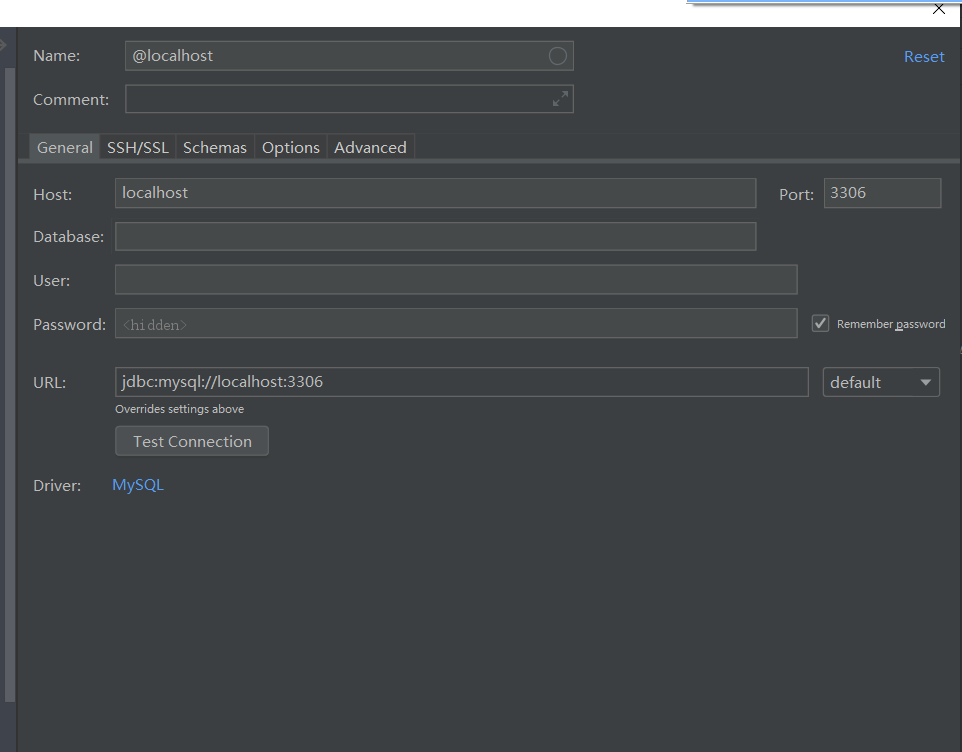 Name: @localhost Reset
Comment:
General SSH/SSL Schemas Options Advanced
Host: localhost Port: 3306
Database:
User:
Password: <hidden> Remember password
URL: jdbc:mysql://localhost:3306 default
Overrides settings above
Test Connection
Driver: MySQL